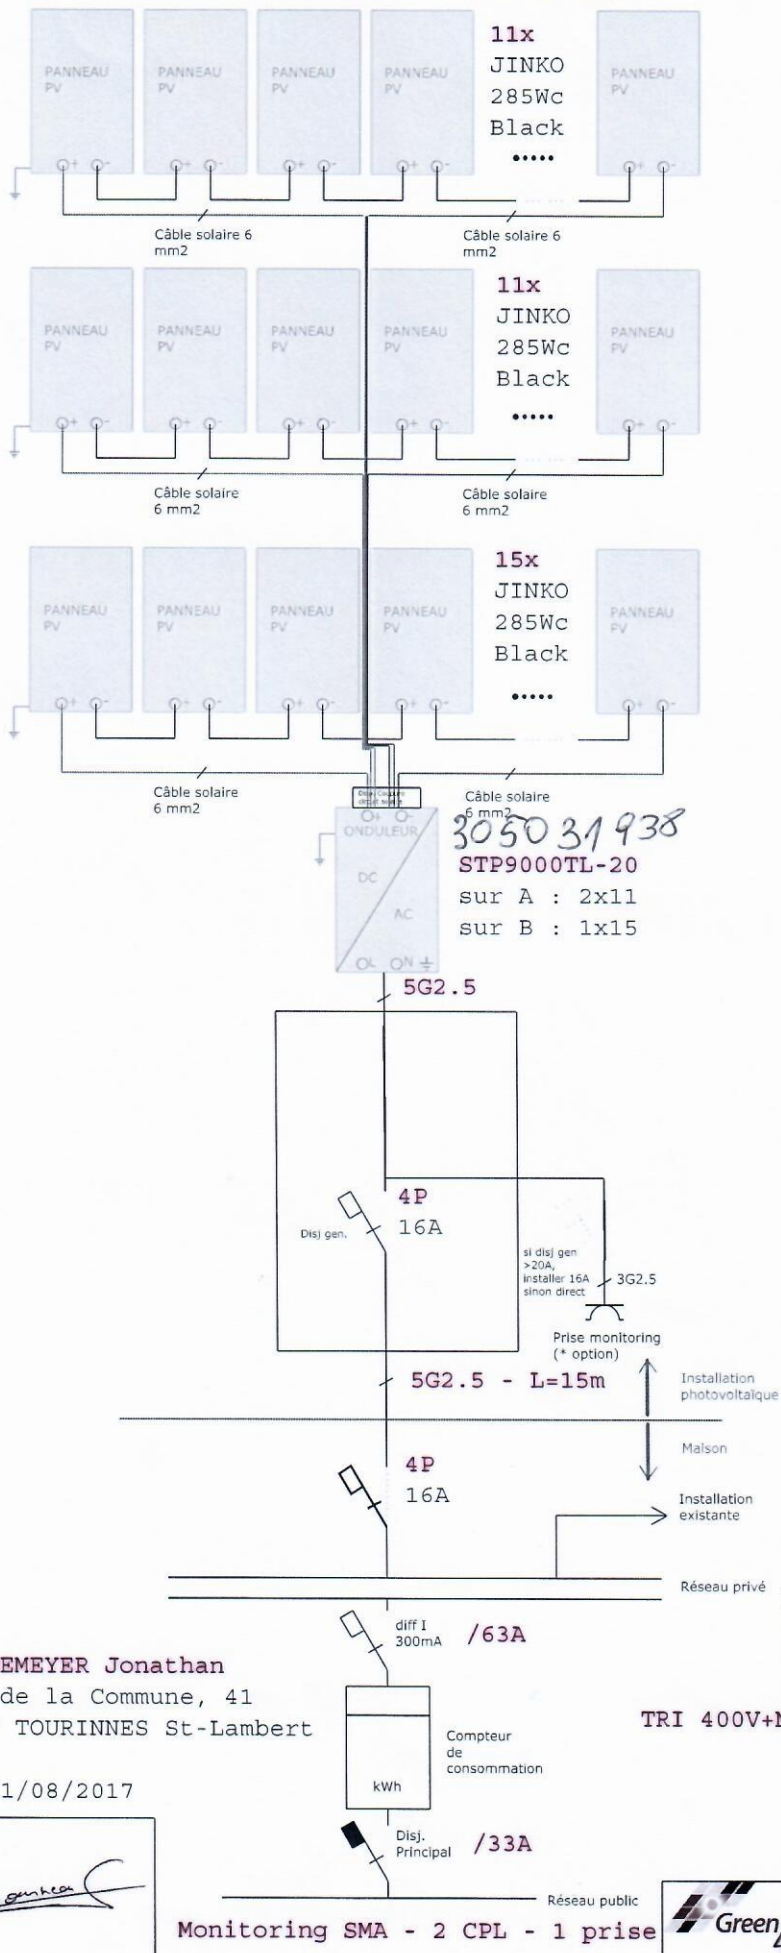 11x
JINKO
285Wc
Black
•••••
PANNEAU PV
PANNEAU PV
PANNEAU PV
PANNEAU PV
PANNEAU PV
Câble solaire 6
mm2
Câble solaire 6
mm2
11x
JINKO
285Wc
Black
•••••
PANNEAU PV
PANNEAU PV
PANNEAU PV
PANNEAU PV
PANNEAU PV
Câble solaire
6 mm2
Câble solaire
6 mm2
15x
JINKO
285Wc
Black
•••••
PANNEAU PV
PANNEAU PV
PANNEAU PV
PANNEAU PV
PANNEAU PV
Câble solaire
6 mm2
Câble solaire
6 mm2
ONDULEUR
DC
AC
L N
305031938
STP9000TL-20
sur A : 2x11
sur B : 1x15
5G2.5
4P
16A
Disj gen.
si disj gen
>20A,
installer 16A
sinon direct
3G2.5
Prise monitoring
(* option)
5G2.5 - L=15m
Installation
photovoltaïque
Maison
4P
16A
Installation
existante
Réseau privé
diff I
300mA
/63A
EMEYER Jonathan
de la Commune, 41
TOURINNES St-Lambert
1/08/2017
TRI 400V+N
Compteur
de
consommation
kWh
Disj.
Principal
/33A
Réseau public
Monitoring SMA - 2 CPL - 1 prise
Green